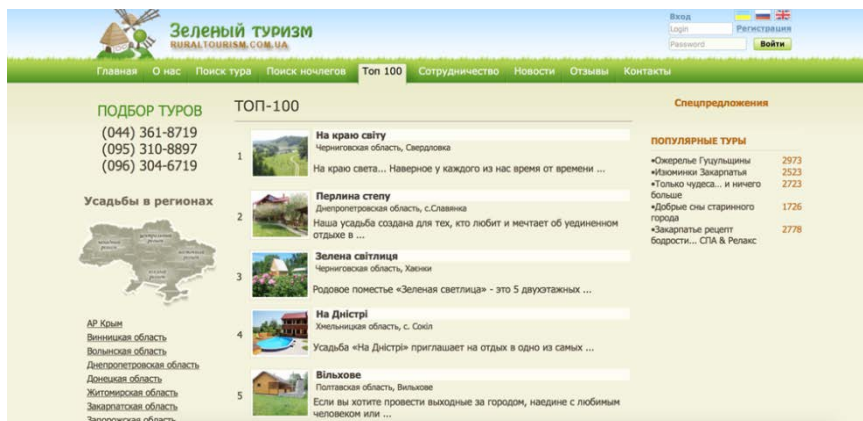 Зеленый туризм
RURALTOURISM.COM.UA
Вход
Login
Регистрация
Password
Войти
Главная О нас Поиск тура Поиск ночлегов Топ 100 Сотрудничество Новости Отзывы Контакты
ПОДБОР ТУРОВ
(044) 361-8719
(095) 310-8897
(096) 304-6719
Усадьбы в регионах
АР Крым
Винницкая область
Волынская область
Днепропетровская область
Донецкая область
Житомирская область
Закарпатская область
Запорожская область
ТОП-100
1
На краю світу
Черниговская область, Свердловка
На краю света... Наверное у каждого из нас время от времени ...
2
Перлина степу
Днепропетровская область, с.Славянка
Наша усадьба создана для тех, кто любит и мечтает об уединенном
отдыхе в ...
3
Зелена світлиця
Черниговская область, Хаєнки
Родовое поместье «Зеленая светлица» - это 5 двухэтажных ...
4
На Дністрі
Хмельницкая область, с. Сокіл
Усадьба «На Дністрі» приглашает на отдых в одно из самых ...
5
Вільхове
Полтавская область, Вильхове
Если вы хотите провести выходные за городом, наедине с любимым
человеком или ...
Спецпредложения
ПОПУЛЯРНЫЕ ТУРЫ
•Ожерелье Гуцульщины 2973
•Изюминки Закарпатья 2523
•Только чудеса... и ничего 2723
больше
•Добрые сны старинного 1726
города
•Закарпатье рецепт 2778
бодрости... СПА & Релакс